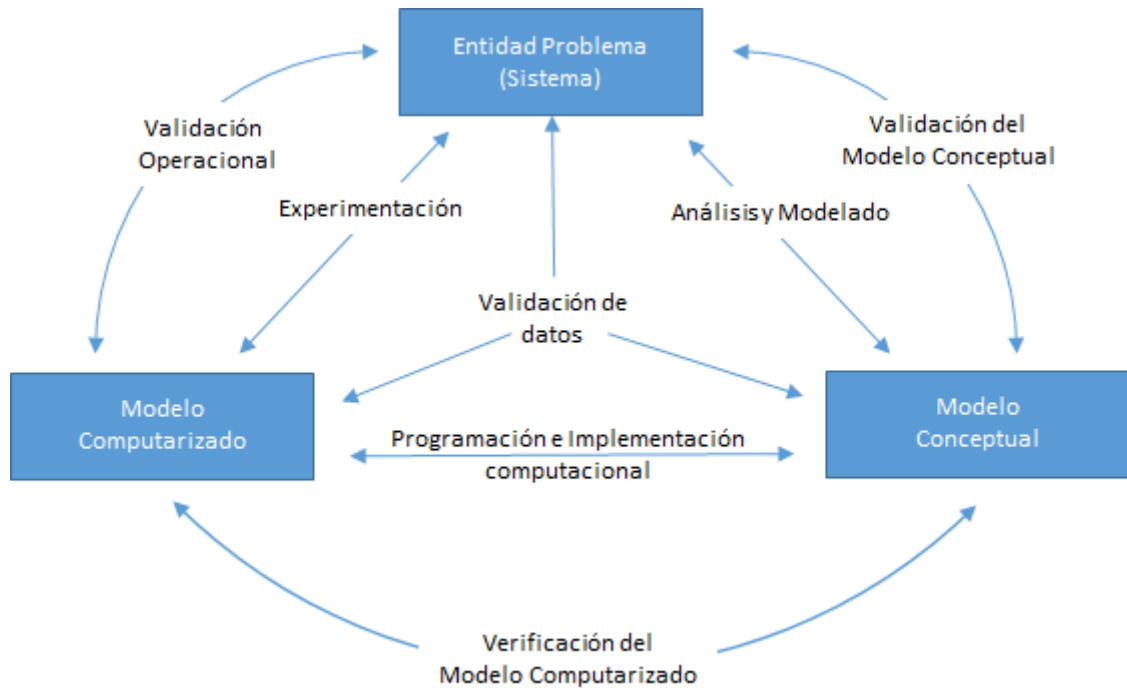 Entidad Problema
(Sistema)
Validación
Operacional
Validación del
Modelo Conceptual
Experimentación
Análisis y Modelado
Validación de
datos
Modelo
Computarizado
Modelo
Conceptual
Programación e Implementación
computacional
Verificación del
Modelo Computarizado